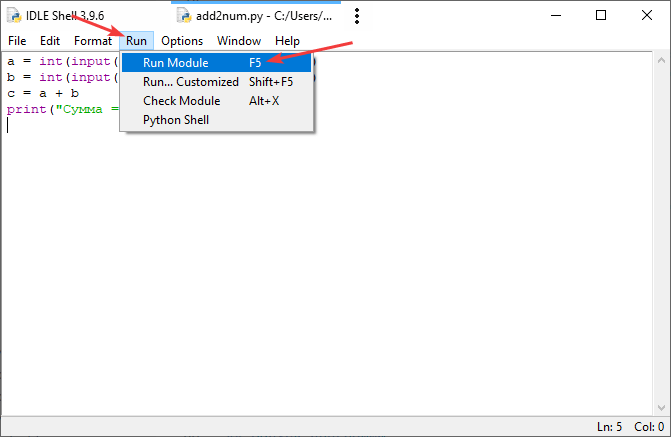 IDLE Shell 3.9.6
add2num.py - C:/Users/...
File Edit Format Run Options Window Help
a = int(input( )
Run Module F5
b = int(input( )
Run... Customized Shift+F5
c = a + b
Check Module Alt+X
print("Сумма =
Python Shell
Ln: 5 Col: 0